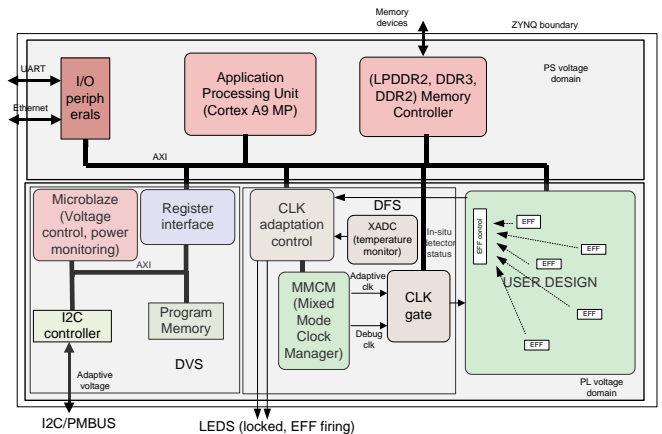 Memory
devices
ZYNQ boundary
UART
Ethernet
I/O
periph
erals
Application
Processing Unit
(Cortex A9 MP)
(LPDDR2, DDR3,
DDR2) Memory
Controller
PS voltage
domain
AXI
Microblaze
(Voltage
control, power
monitoring)
Register
interface
AXI
I2C
controller
Program
Memory
DVS
Adaptive
voltage
I2C/PMBUS
CLK
adaptation
control
DFS
XADC
(temperature
monitor)
In-situ
detector
status
MMCM
(Mixed
Mode
Clock
Manager)
Adaptive
clk
Debug
clk
CLK
gate
LEDS (locked, EFF firing)
EFF control
EFF
EFF
EFF
USER DESIGN
EFF
EFF
PL voltage
domain